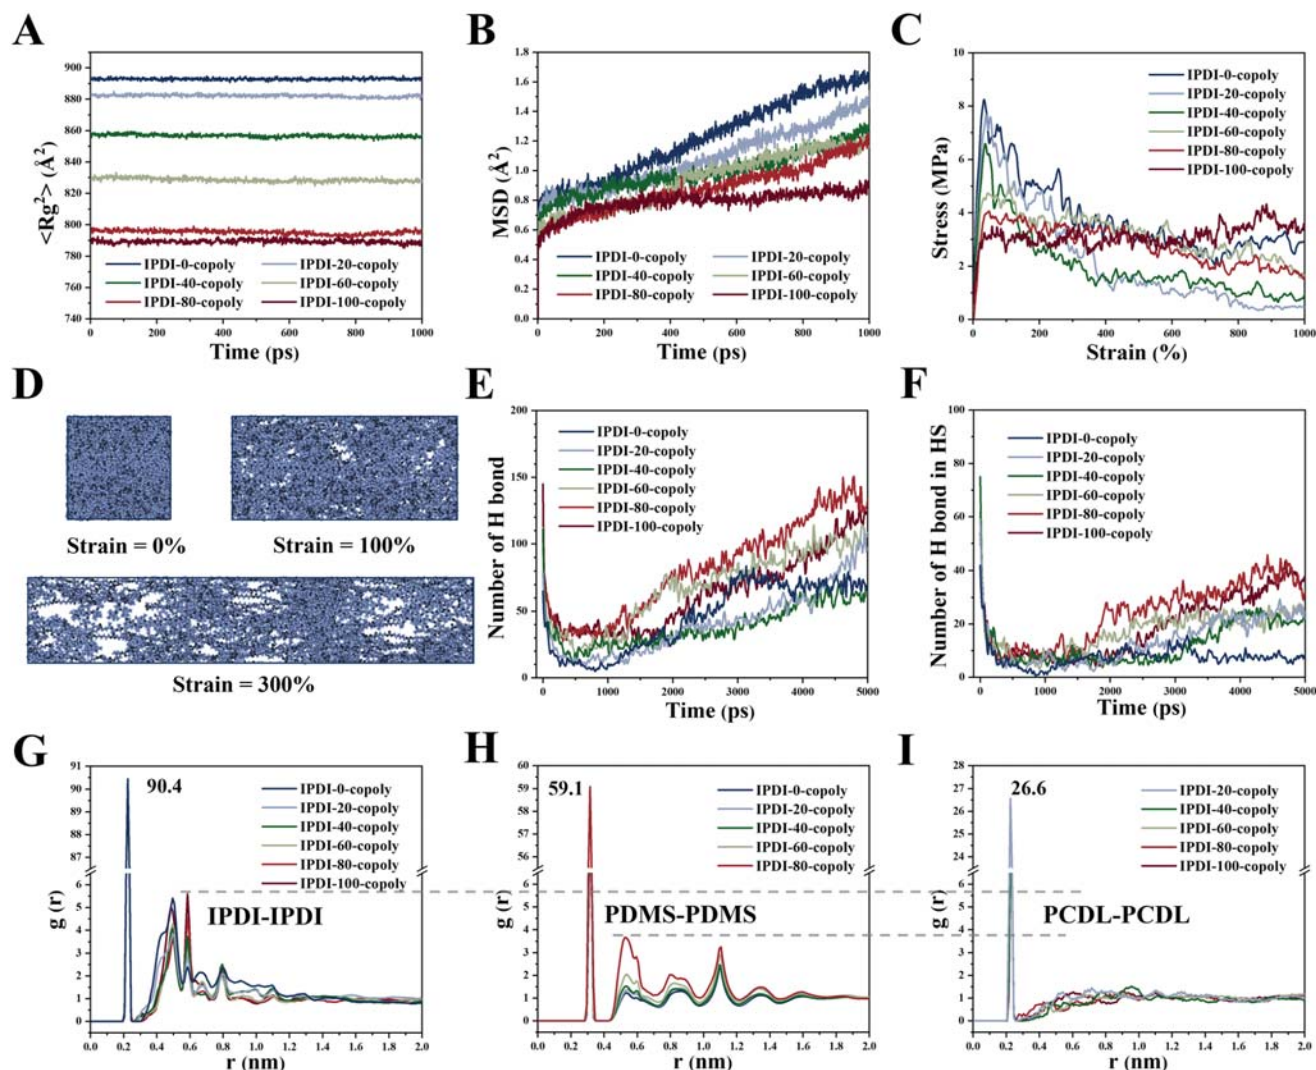 A
900
880
860
840
820
800
780
760
740
<Rg²> (Å²)
IPDI-0-copoly IPDI-20-copoly
IPDI-40-copoly IPDI-60-copoly
IPDI-80-copoly IPDI-100-copoly
0 200 400 600 800 1000
Time (ps)
B
1.8
1.6
1.4
1.2
1.0
0.8
0.6
0.4
0.2
0.0
MSD (Å²)
IPDI-0-copoly IPDI-20-copoly
IPDI-40-copoly IPDI-60-copoly
IPDI-80-copoly IPDI-100-copoly
0 200 400 600 800 1000
Time (ps)
C
10
8
6
4
2
0
Stress (MPa)
IPDI-0-copoly
IPDI-20-copoly
IPDI-40-copoly
IPDI-60-copoly
IPDI-80-copoly
IPDI-100-copoly
0 200 400 600 800 1000
Strain (%)
D
Strain = 0%
Strain = 100%
Strain = 300%
E
200
150
100
50
0
Number of H bond
IPDI-0-copoly
IPDI-20-copoly
IPDI-40-copoly
IPDI-60-copoly
IPDI-80-copoly
IPDI-100-copoly
0 1000 2000 3000 4000 5000
Time (ps)
F
100
80
60
40
20
0
Number of H bond in HS
IPDI-0-copoly
IPDI-20-copoly
IPDI-40-copoly
IPDI-60-copoly
IPDI-80-copoly
IPDI-100-copoly
0 1000 2000 3000 4000 5000
Time (ps)
G
91
90
89
88
87
6
5
4
3
2
1
0
g (r)
90.4
IPDI-0-copoly
IPDI-20-copoly
IPDI-40-copoly
IPDI-60-copoly
IPDI-80-copoly
IPDI-100-copoly
IPDI-IPDI
0.0 0.2 0.4 0.6 0.8 1.0 1.2 1.4 1.6 1.8 2.0
r (nm)
H
60
59
58
57
56
6
5
4
3
2
1
0
g (r)
59.1
IPDI-0-copoly
IPDI-20-copoly
IPDI-40-copoly
IPDI-60-copoly
IPDI-80-copoly
PDMS-PDMS
0.0 0.2 0.4 0.6 0.8 1.0 1.2 1.4 1.6 1.8 2.0
r (nm)
I
28
27
26
25
24
23
6
5
4
3
2
1
0
g (r)
26.6
IPDI-20-copoly
IPDI-40-copoly
IPDI-60-copoly
IPDI-80-copoly
IPDI-100-copoly
PCDL-PCDL
0.0 0.2 0.4 0.6 0.8 1.0 1.2 1.4 1.6 1.8 2.0
r (nm)